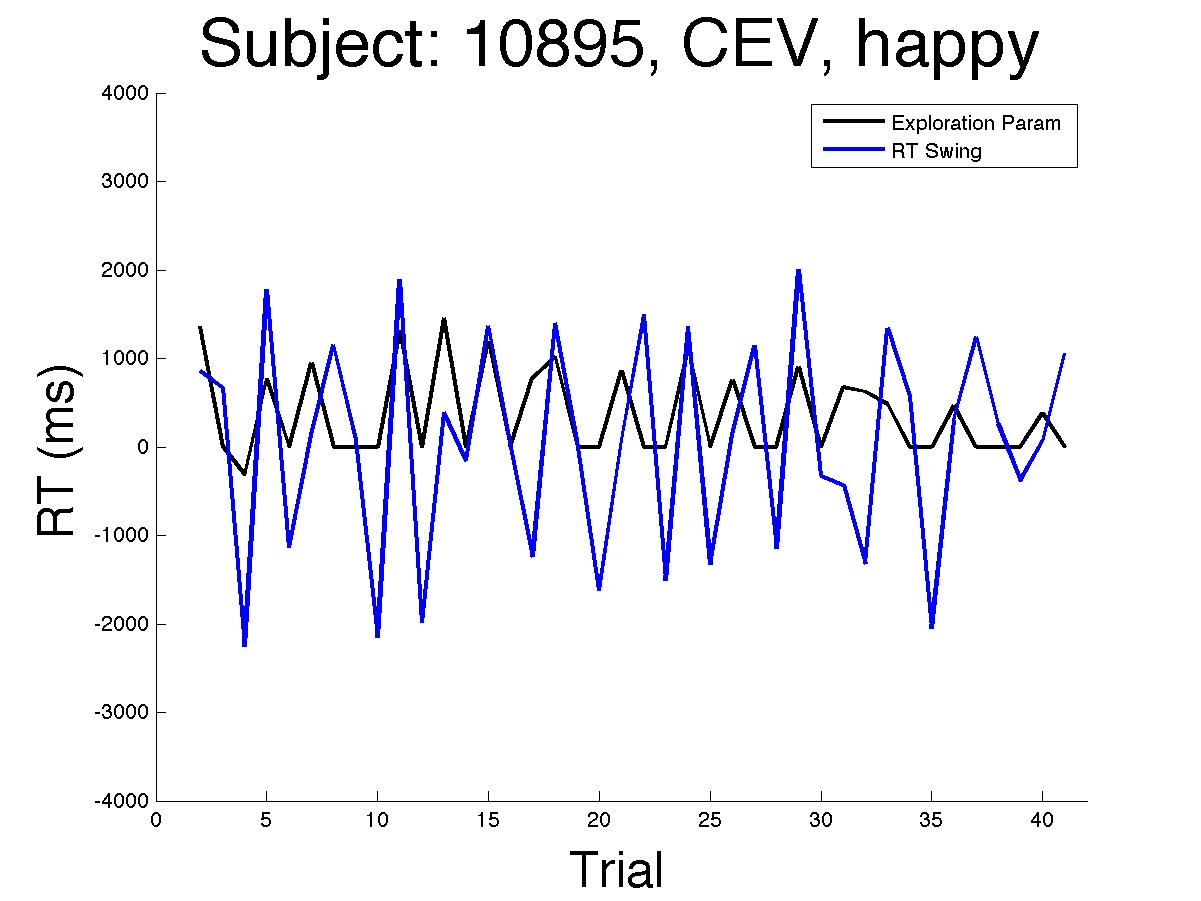 Subject: 10895, CEV, happy
4000
3000
2000
1000
0
-1000
-2000
-3000
-4000
RT (ms)
Exploration Param
RT Swing
0 5 10 15 20 25 30 35 40
Trial